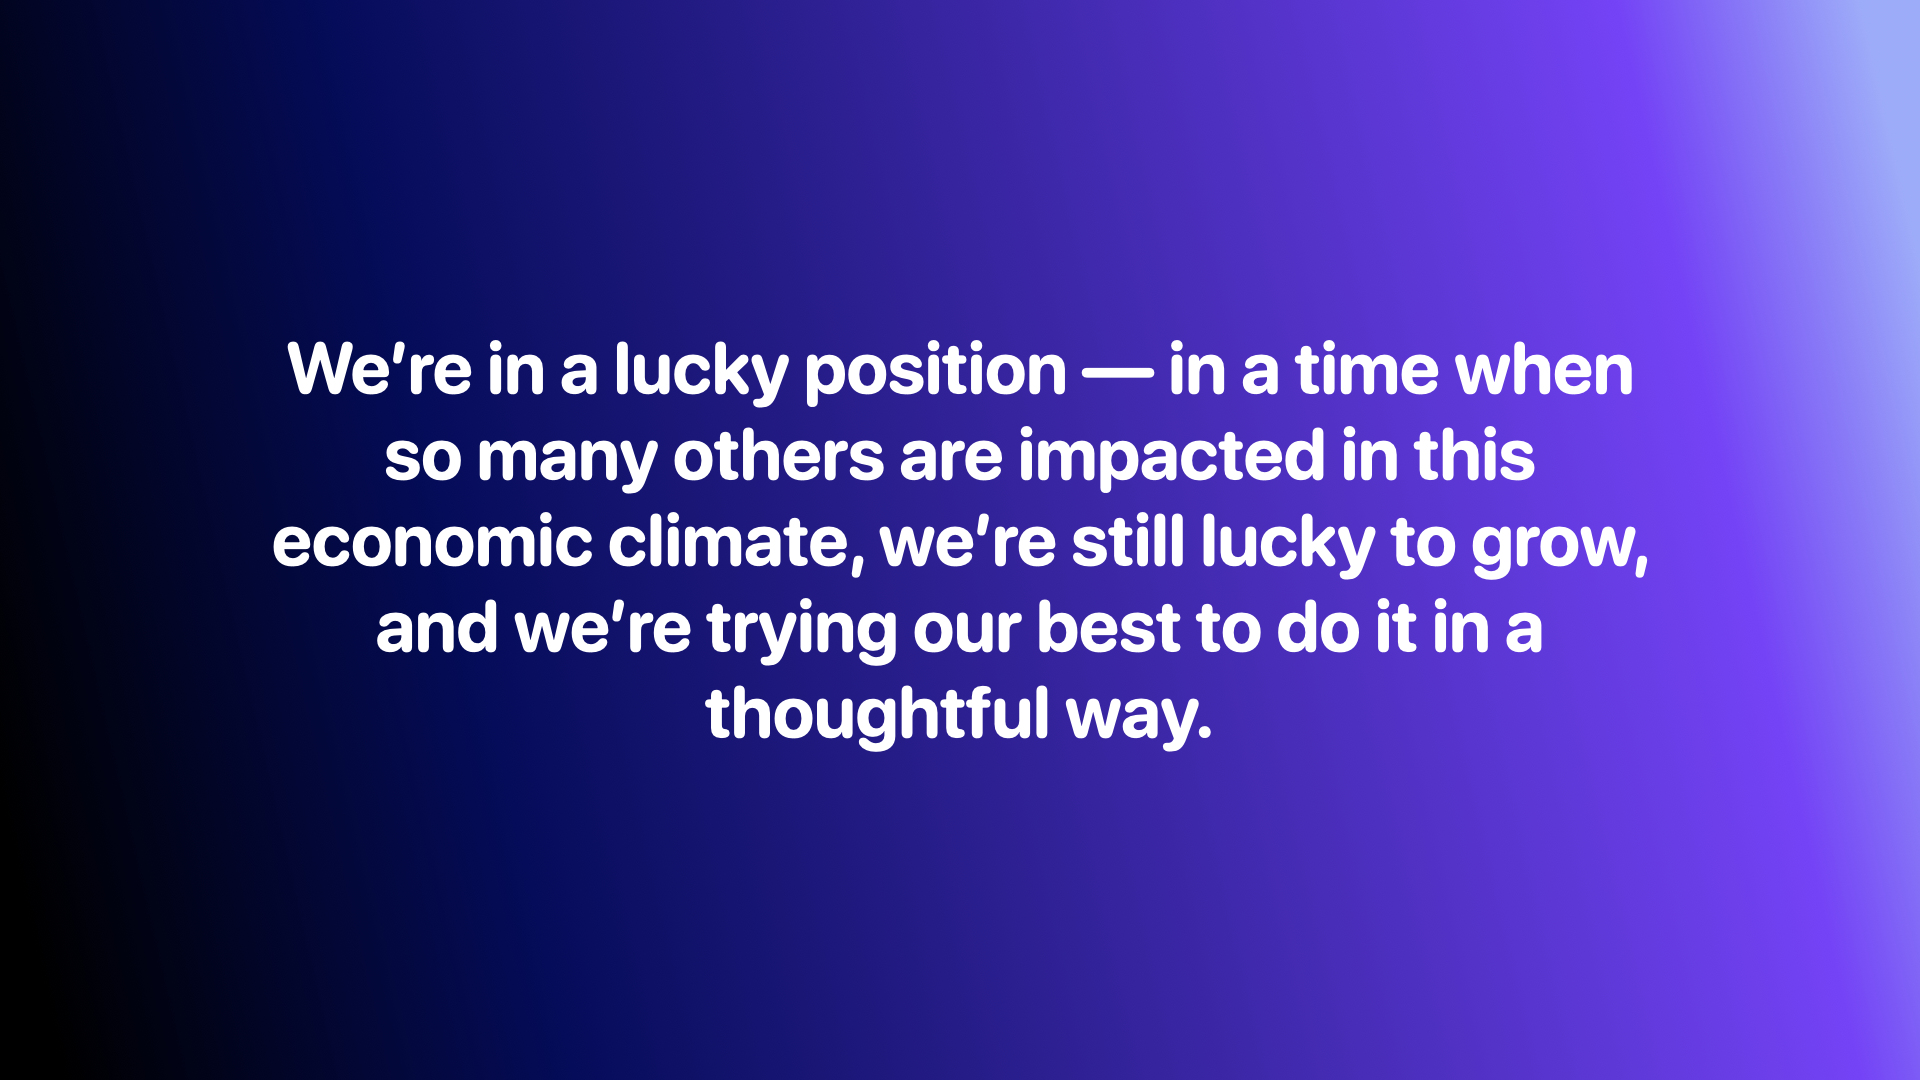 We're in a lucky position — in a time when
so many others are impacted in this
economic climate, we're still lucky to grow,
and we're trying our best to do it in a
thoughtful way.